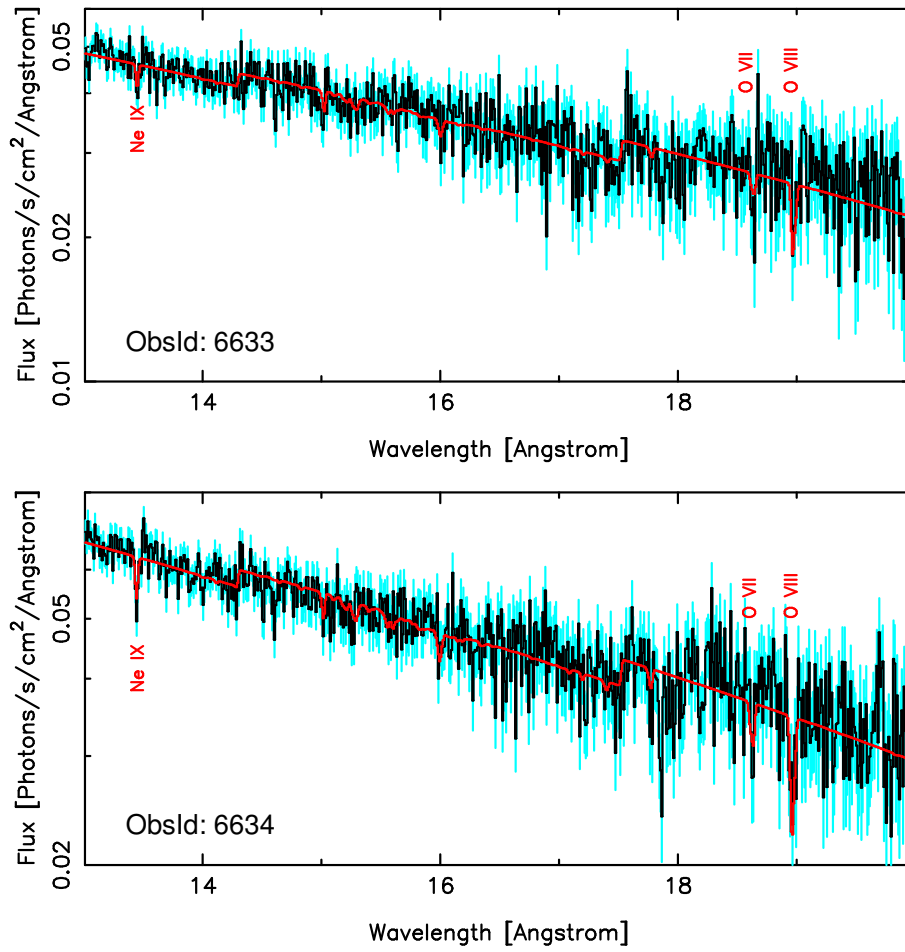 Flux [Photons/s/cm²/Angstrom]
0.05
0.02
0.01
Ne IX
O VII
O VIII
ObsId: 6633
14
16
18
Wavelength [Angstrom]
Flux [Photons/s/cm²/Angstrom]
0.05
0.02
Ne IX
O VII
O VIII
ObsId: 6634
14
16
18
Wavelength [Angstrom]